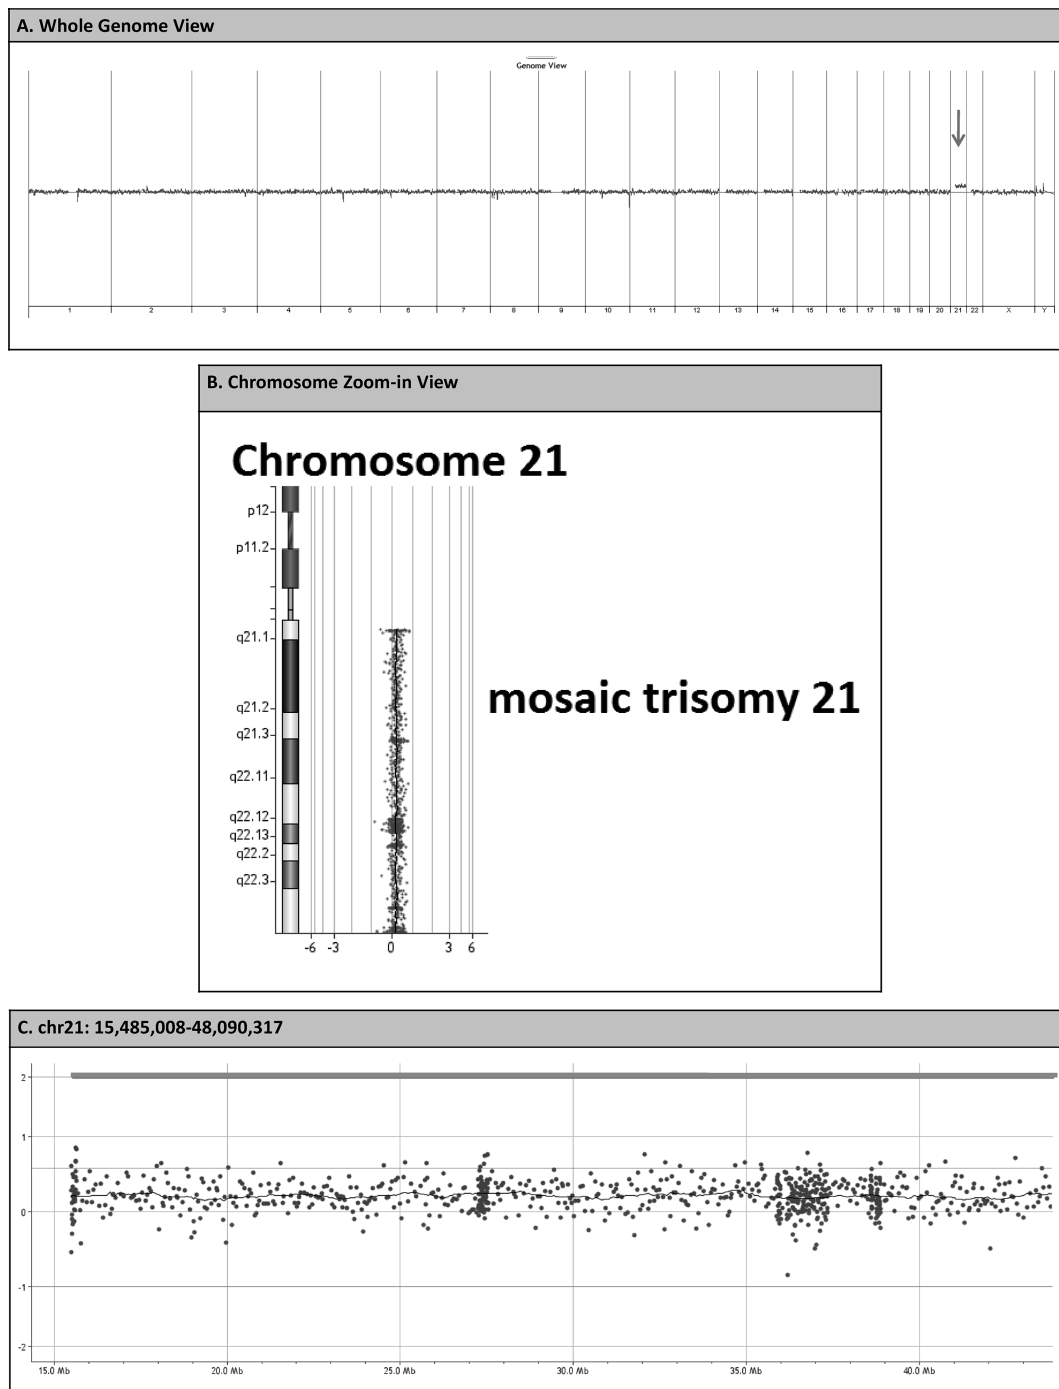 A. Whole Genome View
Genome View
1 2 3 4 5 6 7 8 9 10 11 12 13 14 15 16 17 18 19 20 21 22 X Y
B. Chromosome Zoom-in View
Chromosome 21
p12
p11.2
q21.1
q21.2
q21.3
q22.11
q22.12
q22.13
q22.2
q22.3
-6 -3 0 3 6
mosaic trisomy 21
C. chr21: 15,485,008-48,090,317
2
1
0
-1
-2
15.0 Mb 20.0 Mb 25.0 Mb 30.0 Mb 35.0 Mb 40.0 Mb